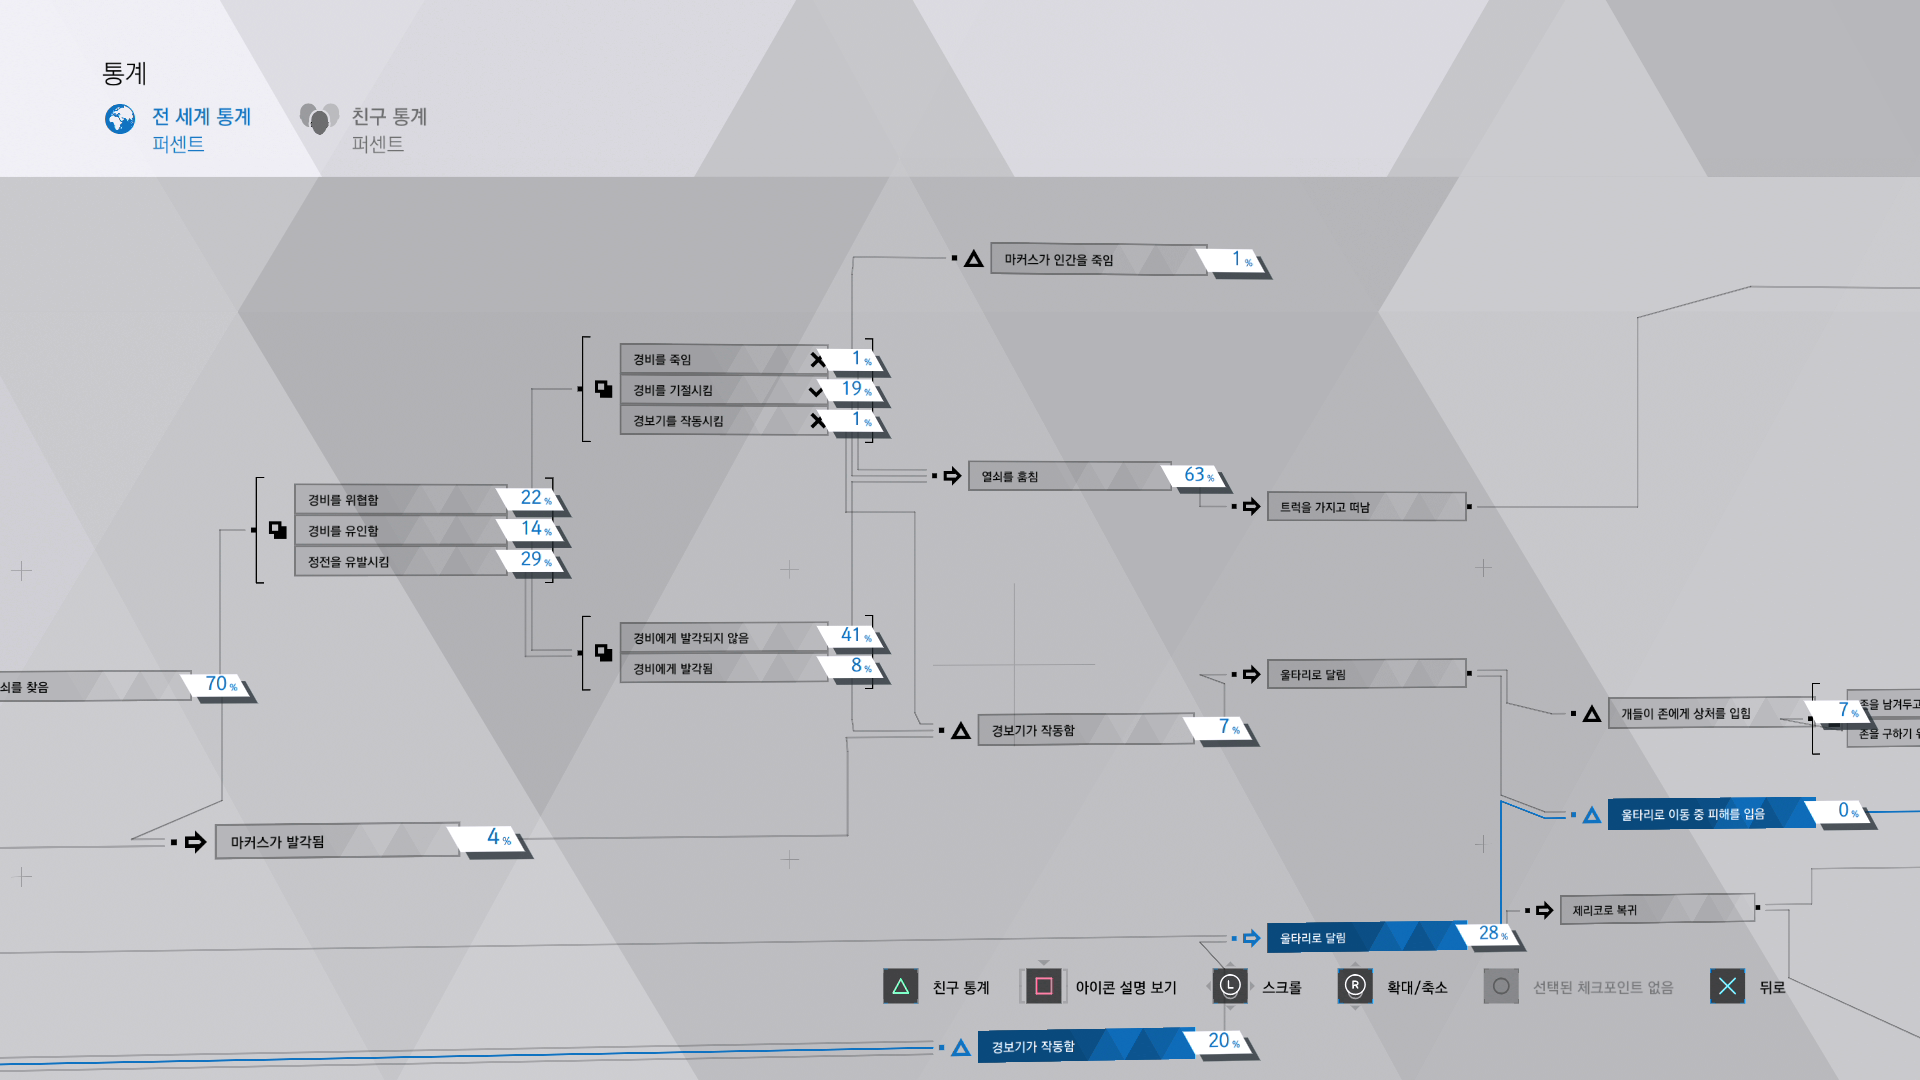 통계
전 세계 통계
퍼센트
친구 통계
퍼센트
마커스가 인간을 죽임 1%
경비를 죽임 1%
경비를 기절시킴 19%
경보기를 작동시킴 1%
열쇠를 훔침 63%
트럭을 가지고 떠남
경비를 위협함 22%
경비를 유인함 14%
정전을 유발시킴 29%
경비에게 발각되지 않음 41%
경비에게 발각됨 8%
쇠를 찾음 70%
울타리로 달림
경보기가 작동함 7%
개들이 존에게 상처를 입힘 7%
존을 남겨두고
존을 구하기
울타리로 이동 중 피해를 입음 0%
마커스가 발각됨 4%
제리코로 복귀
울타리로 달림 28%
친구 통계
아이콘 설명 보기
L 스크롤
R 확대/축소
선택된 체크포인트 없음
뒤로
경보기가 작동함 20%